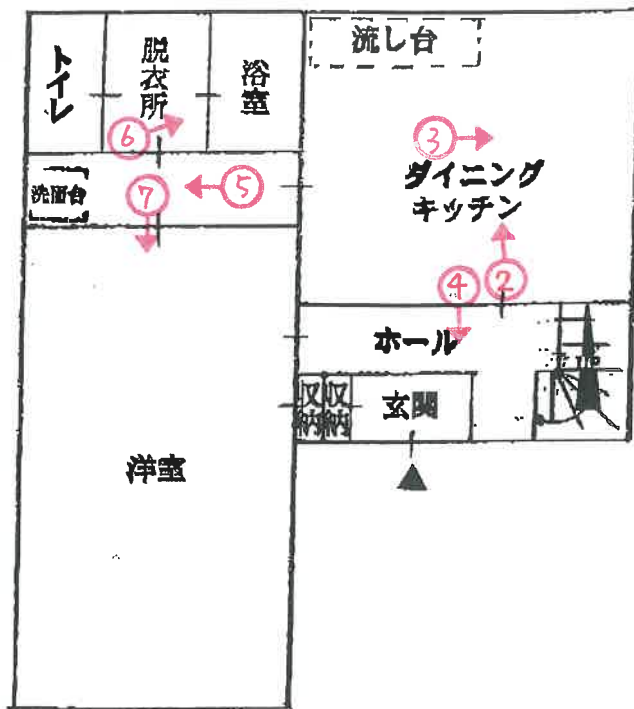 流し台
トイレ
脱衣所
浴室
⑥
③
ダイニング
キッチン
洗面台
⑦
⑤
④
②
ホール
UP
収納
収納
玄関
洋室